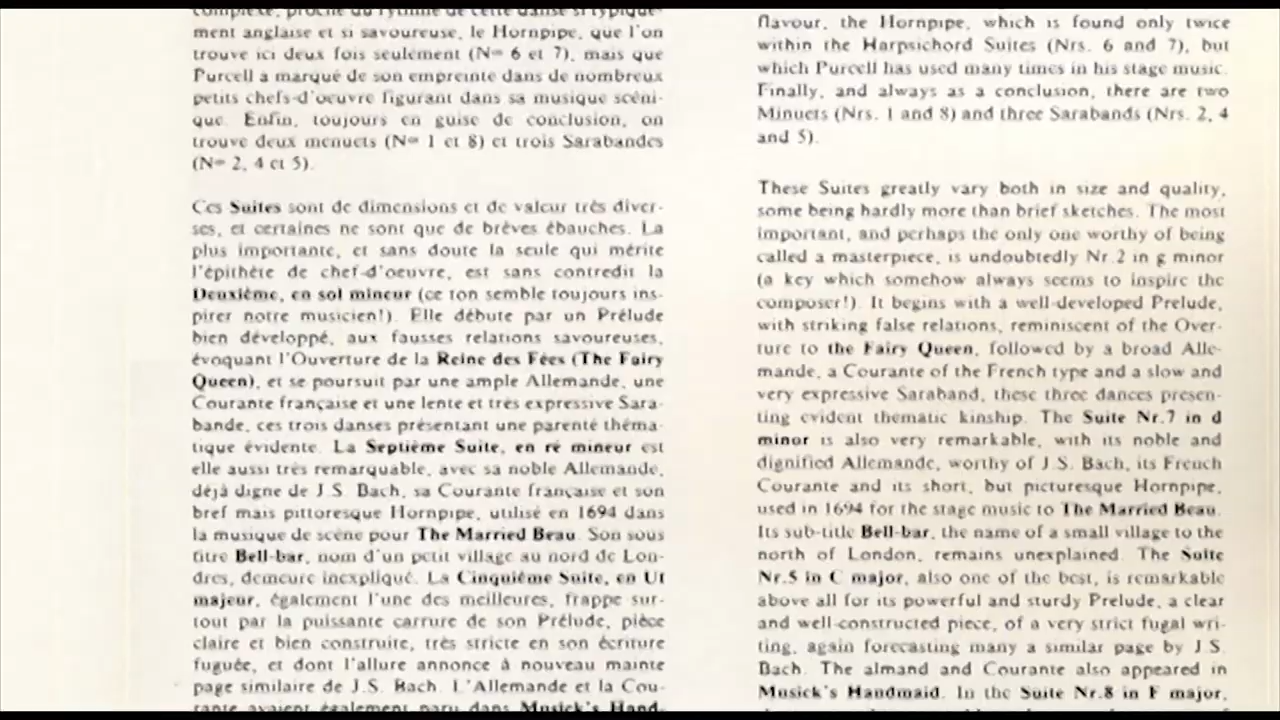 complexe, proche du rythme de cette danse si typique-
ment anglaise et si savoureuse, le Hornpipe, que l'on
trouve ici deux fois seulement (N= 6 et 7), mais que
Purcell a marqué de son empreinte dans de nombreux
petits chefs-d'oeuvre figurant dans sa musique scéni-
que. Enfin, toujours en guise de conclusion, on
trouve deux menuets (N= 1 et 8) et trois Sarabandes
(N= 2, 4 et 5).
Ces Suites sont de dimensions et de valeur très diver-
ses, et certaines ne sont que de brèves ébauches. La
plus importante, et sans doute la seule qui mérite
l'épithète de chef-d'oeuvre, est sans contredit la
Deuxième, en sol mineur (ce ton semble toujours ins-
pirer notre musicien!). Elle débute par un Prélude
bien développé, aux fausses relations savoureuses,
évoquant l'Ouverture de la Reine des Fées (The Fairy
Queen), et se poursuit par une ample Allemande, une
Courante française et une lente et très expressive Sara-
bande, ces trois danses présentant une parenté théma-
tique évidente. La Septième Suite, en ré mineur est
elle aussi très remarquable, avec sa noble Allemande,
déjà digne de J.S. Bach, sa Courante française et son
bref mais pittoresque Hornpipe, utilisé en 1694 dans
la musique de scène pour The Married Beau. Son sous
titre Bell-bar, nom d'un petit village au nord de Lon-
dres, demeure inexpliqué. La Cinquième Suite, en Ut
majeur, également l'une des meilleures, frappe sur-
tout par la puissante carrure de son Prélude, pièce
claire et bien construite, très stricte en son écriture
fuguée, et dont l'allure annonce à nouveau mainte
page similaire de J.S. Bach. L'Allemande et la Cou-
rante avaient également paru dans Musick's Hand-
flavour, the Hornpipe, which is found only twice
within the Harpsichord Suites (Nrs. 6 and 7), but
which Purcell has used many times in his stage music.
Finally, and always as a conclusion, there are two
Minuets (Nrs. 1 and 8) and three Sarabands (Nrs. 2, 4
and 5).
These Suites greatly vary both in size and quality,
some being hardly more than brief sketches. The most
important, and perhaps the only one worthy of being
called a masterpiece, is undoubtedly Nr.2 in g minor
(a key which somehow always seems to inspire the
composer!). It begins with a well-developed Prelude,
with striking false relations, reminiscent of the Over-
ture to the Fairy Queen, followed by a broad Alle-
mande, a Courante of the French type and a slow and
very expressive Saraband, these three dances presen-
ting evident thematic kinship. The Suite Nr.7 in d
minor is also very remarkable, with its noble and
dignified Allemande, worthy of J.S. Bach, its French
Courante and its short, but picturesque Hornpipe,
used in 1694 for the stage music to The Married Beau.
Its sub-title Bell-bar, the name of a small village to the
north of London, remains unexplained. The Suite
Nr.5 in C major, also one of the best, is remarkable
above all for its powerful and sturdy Prelude, a clear
and well-constructed piece, of a very strict fugal wri-
ting, again forecasting many a similar page by J.S.
Bach. The almand and Courante also appeared in
Musick's Handmaid. In the Suite Nr.8 in F major,